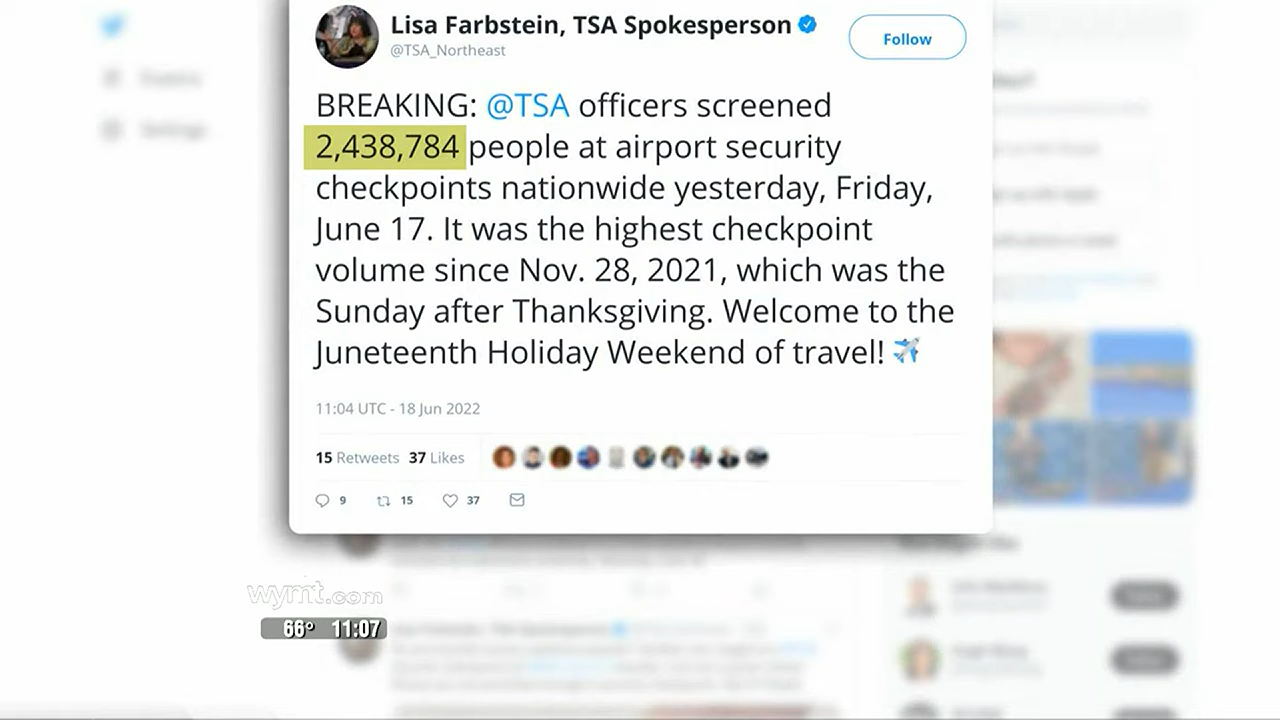 Lisa Farbstein, TSA Spokesperson
@TSA_Northeast
Follow
BREAKING: @TSA officers screened
2,438,784 people at airport security
checkpoints nationwide yesterday, Friday,
June 17. It was the highest checkpoint
volume since Nov. 28, 2021, which was the
Sunday after Thanksgiving. Welcome to the
Juneteenth Holiday Weekend of travel! ✈️
11:04 UTC - 18 Jun 2022
15 Retweets 37 Likes
9 15 37
wymt.com
66° 11:07